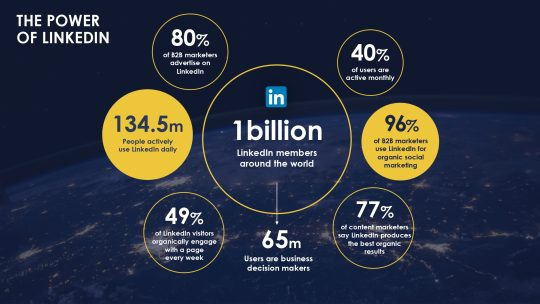 THE POWER
OF LINKEDIN
80%
of B2B marketers
advertise on
LinkedIn
40%
of users are
active monthly
in
134.5m
People actively
use LinkedIn daily
1billion
LinkedIn members
around the world
96%
of B2B marketers
use LinkedIn for
organic social
marketing
49%
of LinkedIn visitors
organically engage
with a page
every week
65m
Users are business
decision makers
77%
of content marketers
say LinkedIn produces
the best organic
results